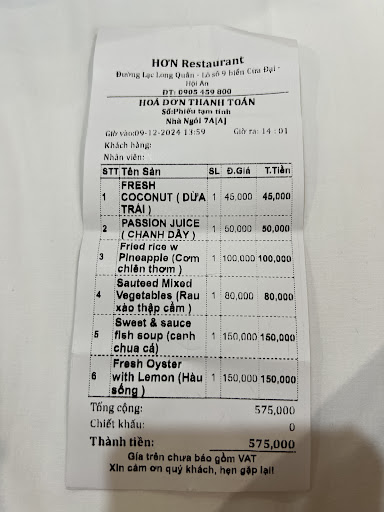 HƠN Restaurant
Đường Lạc Long Quân - Lô số 9 biển Cửa Đại -
Hội An
ĐT: 0905 459 800
HOÁ ĐƠN THANH TOÁN
Số:Phiếu tạm tính
Nhà Ngói 7A[A]
Giờ vào:09-12-2024 13:59 Giờ ra: 14 : 01
Khách hàng:
Nhân viên:
STT Tên Sản SL Đ.Giá T.Tiền
FRESH
1 COCONUT ( DỪA 1 45,000 45,000
TRÁI )
2 PASSION JUICE 1 50,000 50,000
( CHANH DÂY )
Fried rice w
3 Pineapple (Cơm 1 100,000 100,000
chiên thơm )
Sauteed Mixed
4 Vegetables (Rau 1 80,000 80,000
xào thập cẩm )
Sweet & sauce
5 fish soup (canh 1 150,000 150,000
chua cá)
Fresh Oyster
6 with Lemon (Hàu 1 150,000 150,000
sống )
Tổng cộng: 575,000
Chiết khấu: 0
Thành tiền: 575,000
Gía trên chưa bảo gồm VAT
Xin cảm ơn quý khách, hẹn gặp lại!